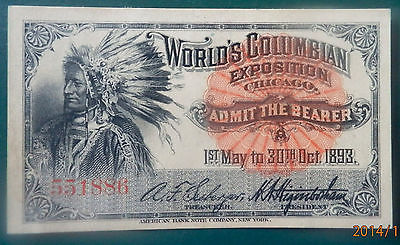 WORLD'S COLUMBIAN
EXPOSITION
CHICAGO.
ADMIT THE BEARER
1ST MAY TO 30TH OCT. 1893.
551886
TREASURER. PRESIDENT
AMERICAN BANK NOTE COMPANY, NEW YORK.
2014/1